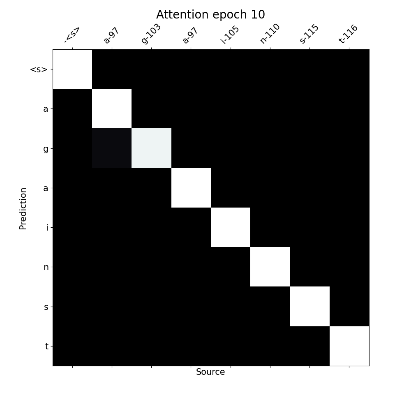 Attention epoch 10
-<s> a-97 g-103 a-97 i-105 n-110 s-115 t-116
<s>
a
g
a
i
n
s
t
Prediction
Source